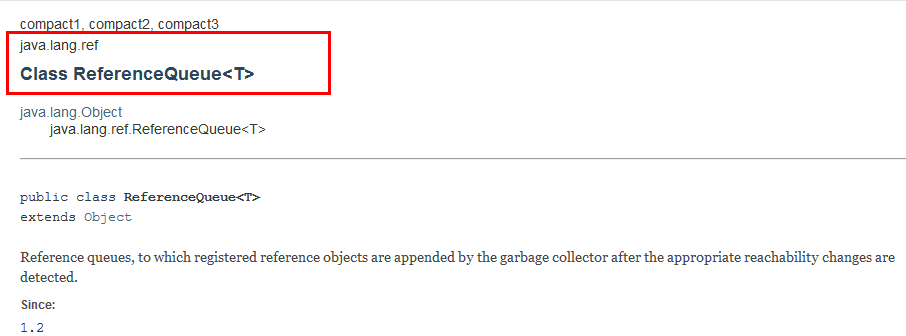 compact1, compact2, compact3
java.lang.ref
Class ReferenceQueue<T>
java.lang.Object
java.lang.ref.ReferenceQueue<T>
public class ReferenceQueue<T>
extends Object
Reference queues, to which registered reference objects are appended by the garbage collector after the appropriate reachability changes are
detected.
Since:
1.2